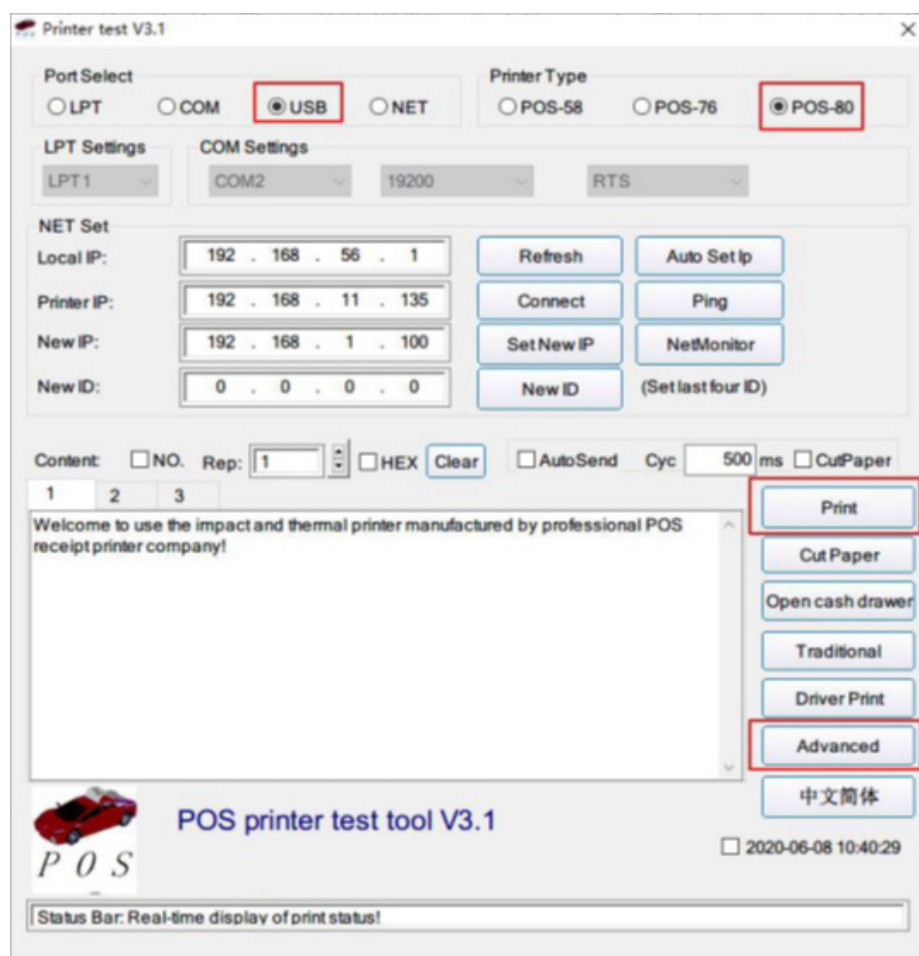 Printer test V3.1
Port Select
LPT COM USB NET
Printer Type
POS-58 POS-76 POS-80
LPT Settings
LPT1
COM Settings
COM2 19200 RTS
NET Set
Local IP: 192 . 168 . 56 . 1 Refresh Auto Set Ip
Printer IP: 192 . 168 . 11 . 135 Connect Ping
New IP: 192 . 168 . 1 . 100 Set New IP NetMonitor
New ID: 0 . 0 . 0 . 0 New ID (Set last four ID)
Content: NO. Rep: 1 HEX Clear AutoSend Cyc 500 ms CutPaper
1 2 3
Welcome to use the impact and thermal printer manufactured by professional POS
receipt printer company!
Print
Cut Paper
Open cash drawer
Traditional
Driver Print
Advanced
中文简体
POS
POS printer test tool V3.1
2020-06-08 10:40:29
Status Bar: Real-time display of print status!